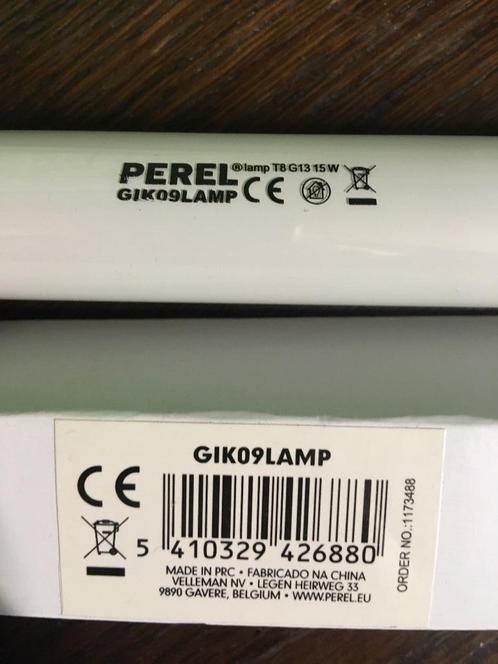 PEREL® lamp T8 G13 15 W
GIK09LAMP CE
GIK09LAMP
CE
5 410329 426880
MADE IN PRC • FABRICADO NA CHINA
VELLEMAN NV • LEGEN HEIRWEG 33
9890 GAVERE, BELGIUM • WWW.PEREL.EU
ORDER NO.:1173488